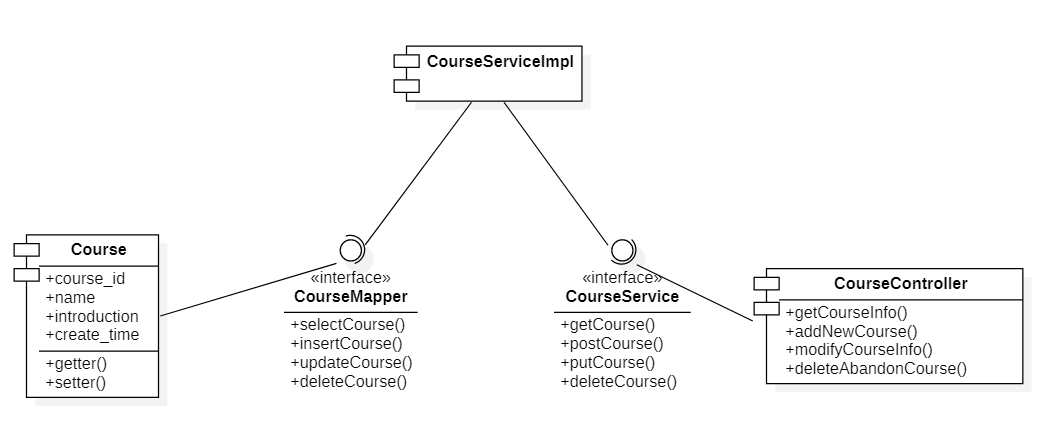 CourseServiceImpl
Course
+course_id
+name
+introduction
+create_time
+getter()
+setter()
«interface»
CourseMapper
+selectCourse()
+insertCourse()
+updateCourse()
+deleteCourse()
«interface»
CourseService
+getCourse()
+postCourse()
+putCourse()
+deleteCourse()
CourseController
+getCourseInfo()
+addNewCourse()
+modifyCourseInfo()
+deleteAbandonCourse()